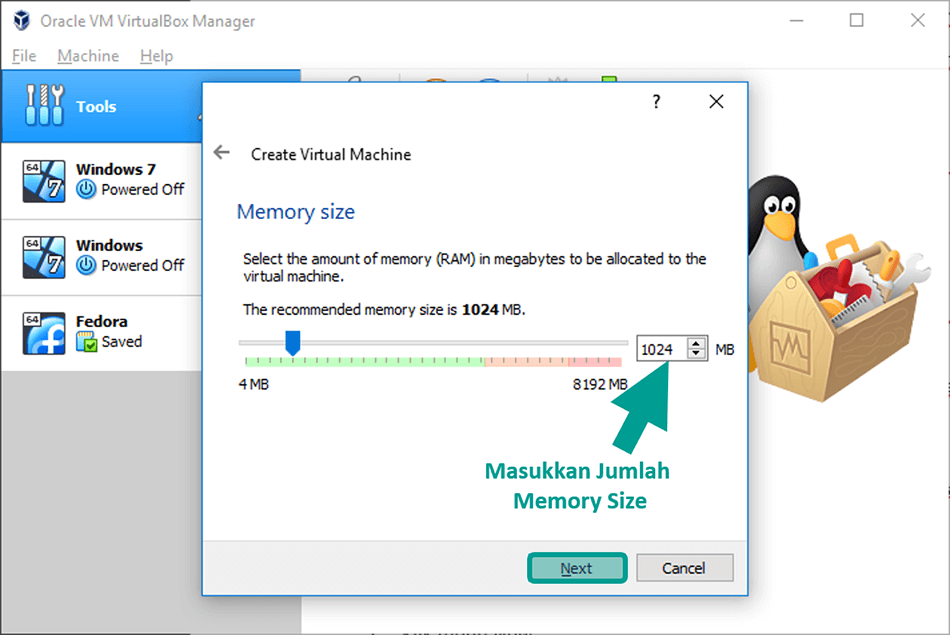 Oracle VM VirtualBox Manager
File Machine Help
Tools
64
7
Windows 7
Powered Off
64
7
Windows
Powered Off
64
Fedora
Saved
?
Create Virtual Machine
Memory size
Select the amount of memory (RAM) in megabytes to be allocated to the
virtual machine.
The recommended memory size is 1024 MB.
1024 MB
4 MB 8192 MB
Masukkan Jumlah
Memory Size
Next Cancel